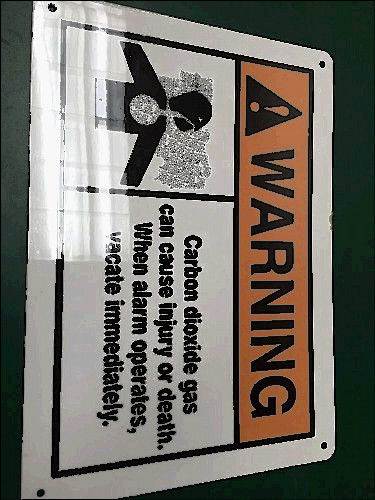 WARNING
Carbon dioxide gas
can cause injury or death.
When alarm operates,
vacate immediately.